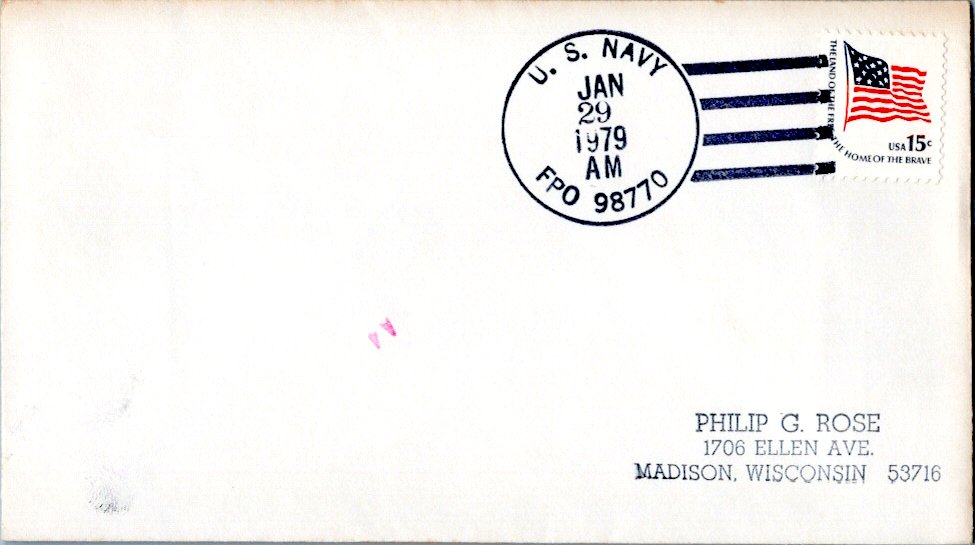 U. S. NAVY
JAN
29
1979
AM
FPO 98770
THE LAND OF THE FREE THE HOME OF THE BRAVE
USA 15c
PHILIP G. ROSE
1706 ELLEN AVE.
MADISON, WISCONSIN 53716